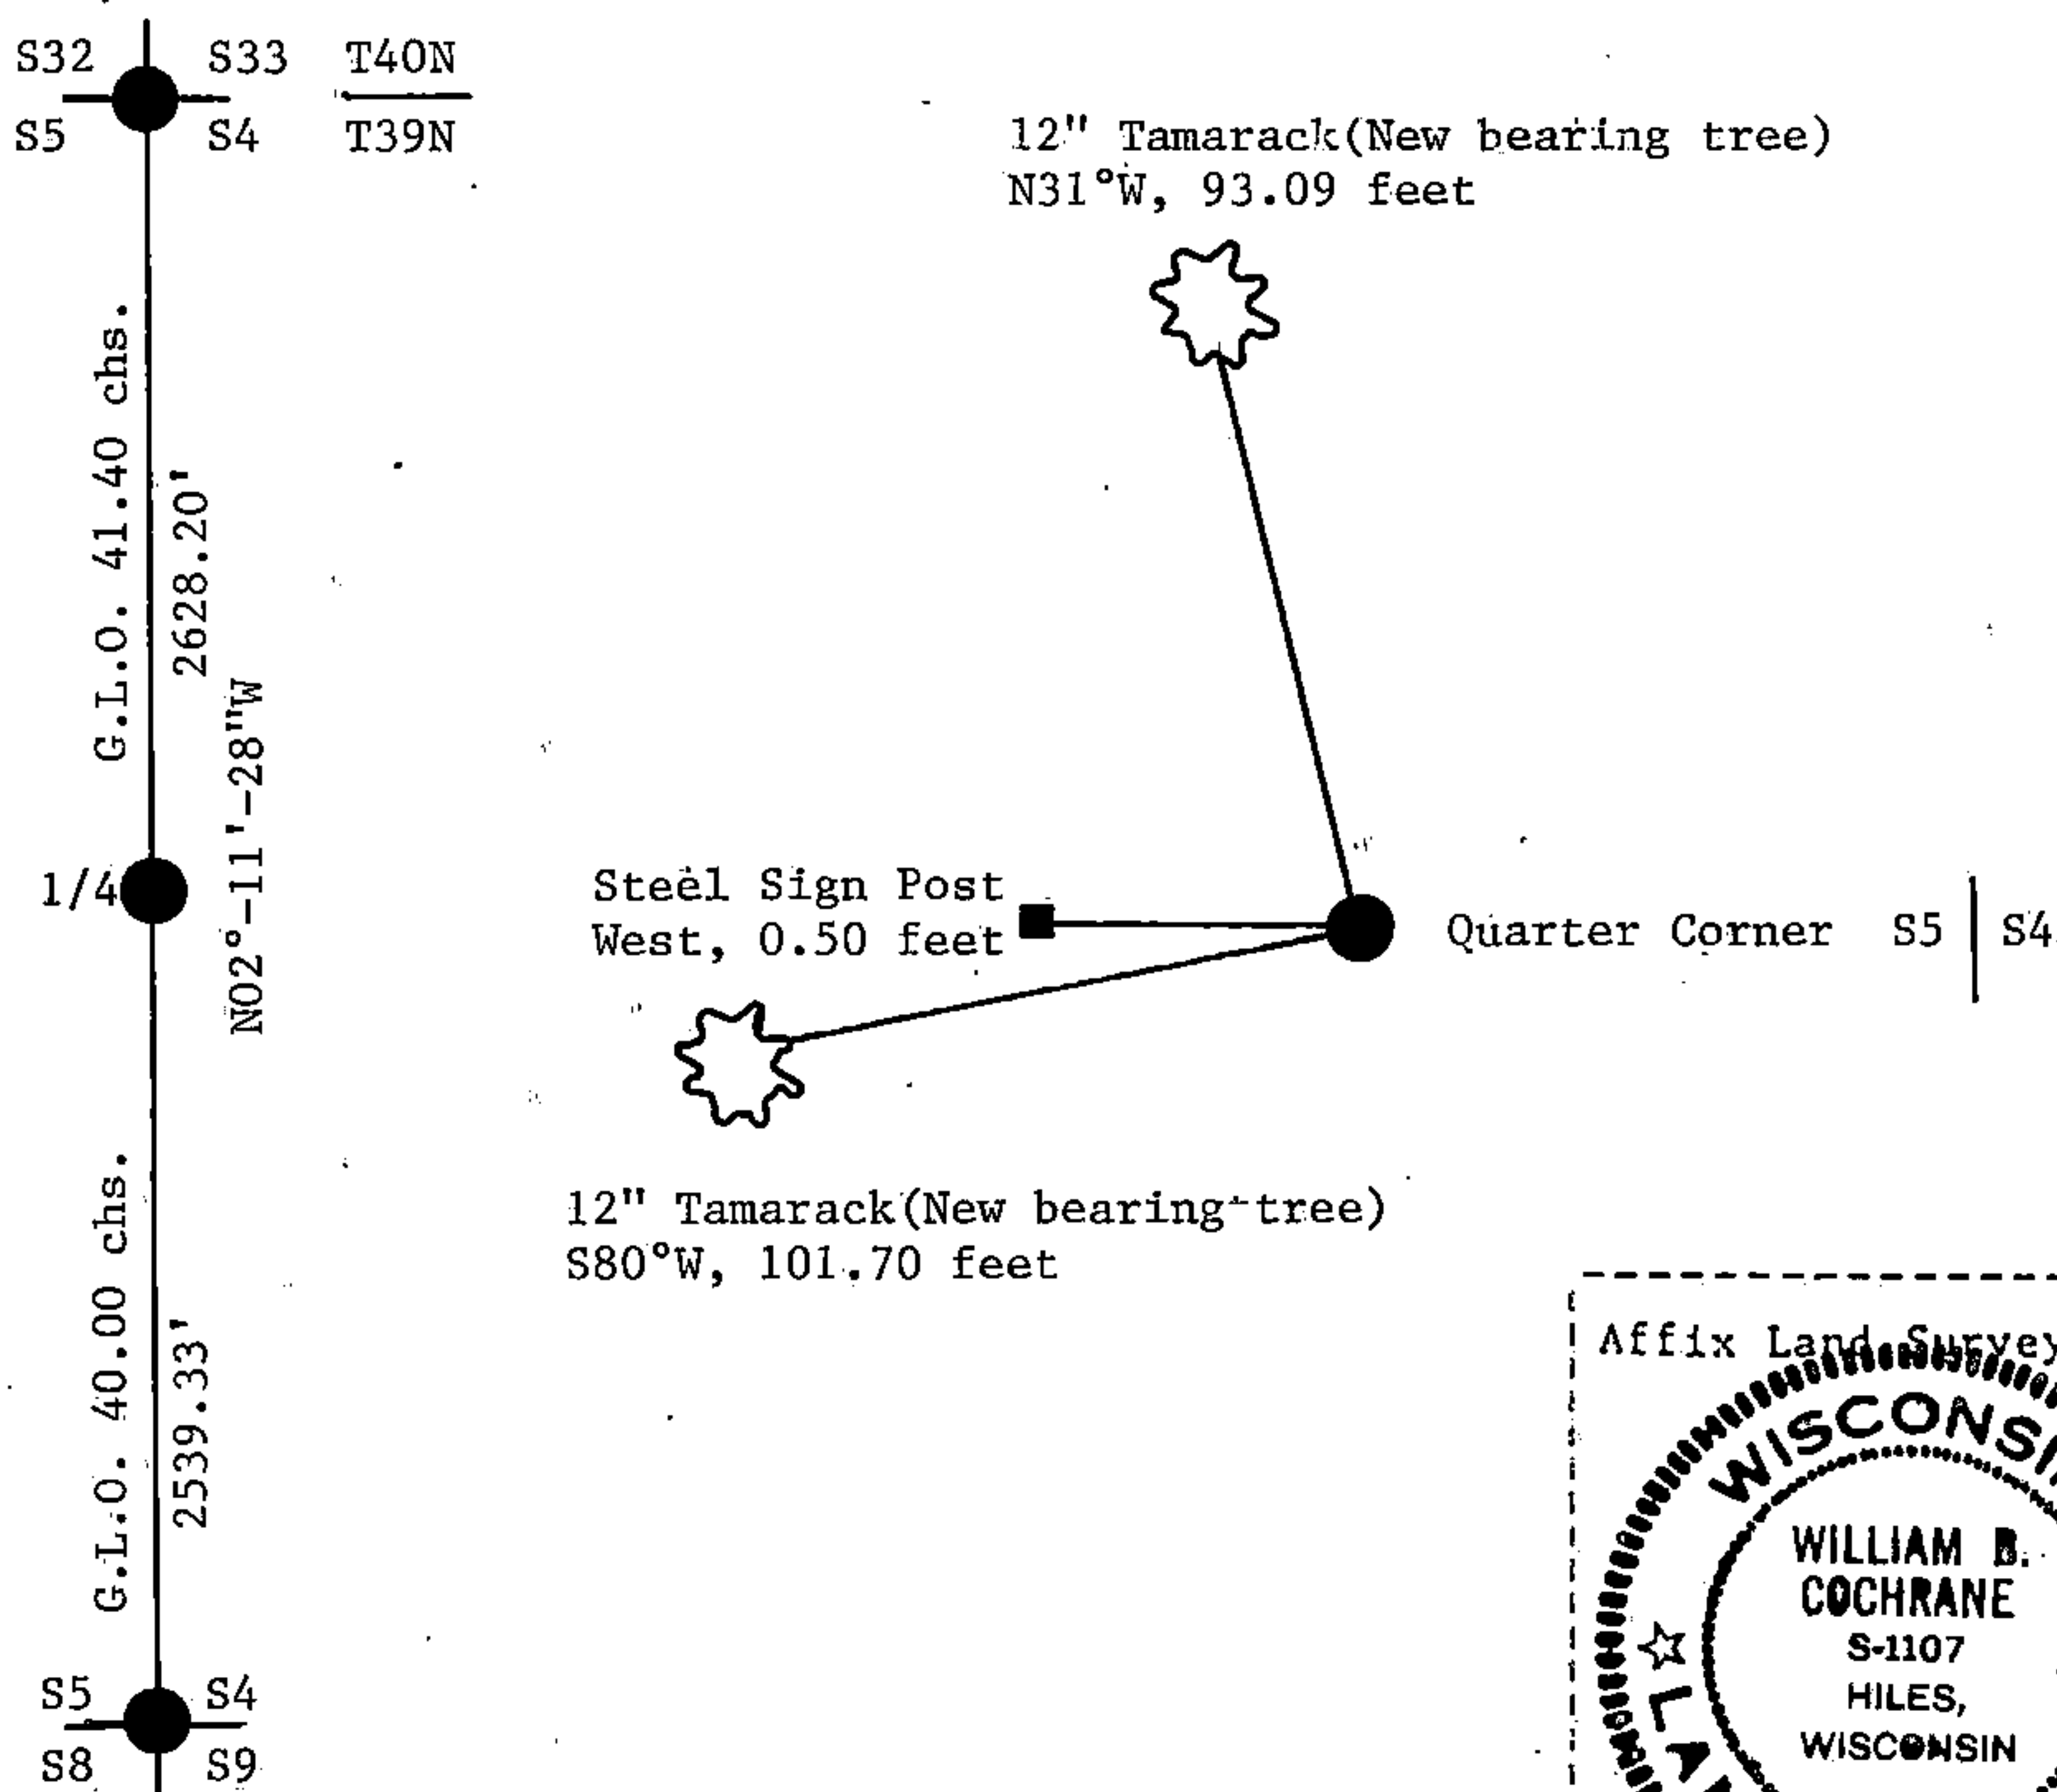 S32 S33 T40N
S5 S4 T39N
12" Tamarack(New bearing tree)
N31°W, 93.09 feet
G.L.O. 41.40 chs.
2628.20'
N02°-11'-28"W
1/4
Steel Sign Post
West, 0.50 feet
Quarter Corner S5 S4
12" Tamarack(New bearing tree)
S80°W, 101.70 feet
G.L.O. 40.00 chs.
2539.33'
S5 S4
S8 S9
Affix Land Survey
WISCONSI
WILLIAM B.
COCHRANE
S-1107
HILES,
WISCONSIN
LA